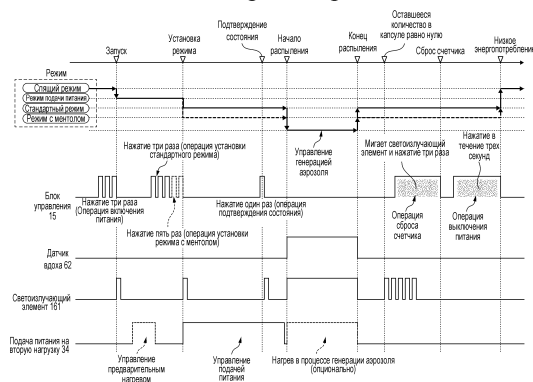 Запуск
Установка
режима
Подтверждение
состояния
Начало
распыления
Конец
распыления
Оставшееся
количество в
капсуле равно нулю
Сброс счетчика
Низкое
энергопотребление
Режим
Спящий режим
Режим подачи питания
Стандартный режим
Режим с ментолом
Управление
генерацией
аэрозоля
Нажатие три раза (операция установки
стандартного режима)
Мигает светоизлучающий
элемент и нажатие три раза
Нажатие в
течение трех
секунд
Блок
управления
15
Нажатие три раза
(Операция включения
питания)
Нажатие один раз (операция
подтверждения состояния)
Нажатие пять раз (операция установки
режима с ментолом)
Операция
сброса
счетчика
Операция
выключения
питания
Датчик
вдоха 62
Светоизлучающий
элемент 161
Подача питания на
вторую нагрузку 34
Управление
предварительным
нагревом
Управление
подачей
питания
Нагрев в процессе генерации аэрозоля
(опционально)